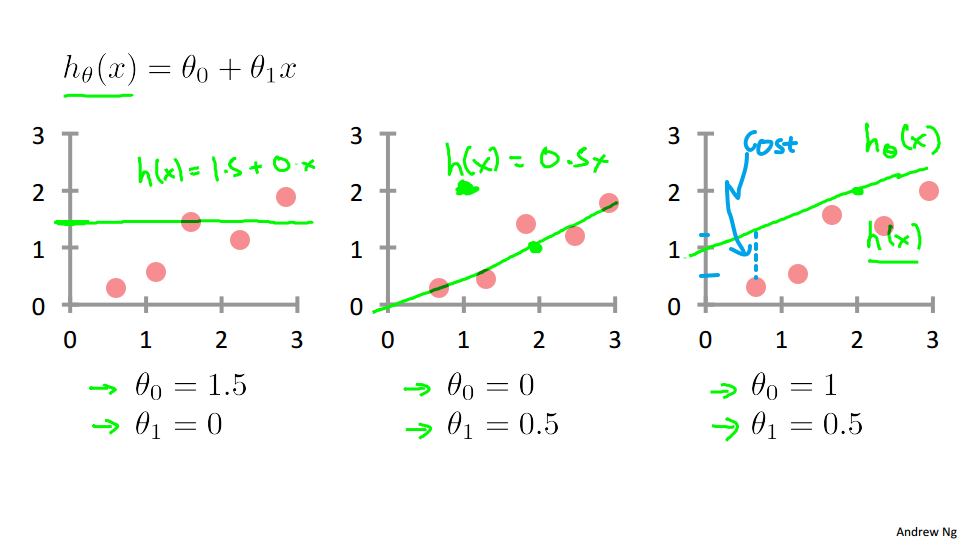 hθ(x) = θ0 + θ1x
3
2
1
0
0 1 2 3
h(x) = 1.5 + 0·x
→ θ0 = 1.5
→ θ1 = 0
3
2
1
0
0 1 2 3
h(x) = 0.5x
→ θ0 = 0
→ θ1 = 0.5
3
2
1
0
0 1 2 3
Cost
hθ(x)
h(x)
→ θ0 = 1
→ θ1 = 0.5
Andrew Ng